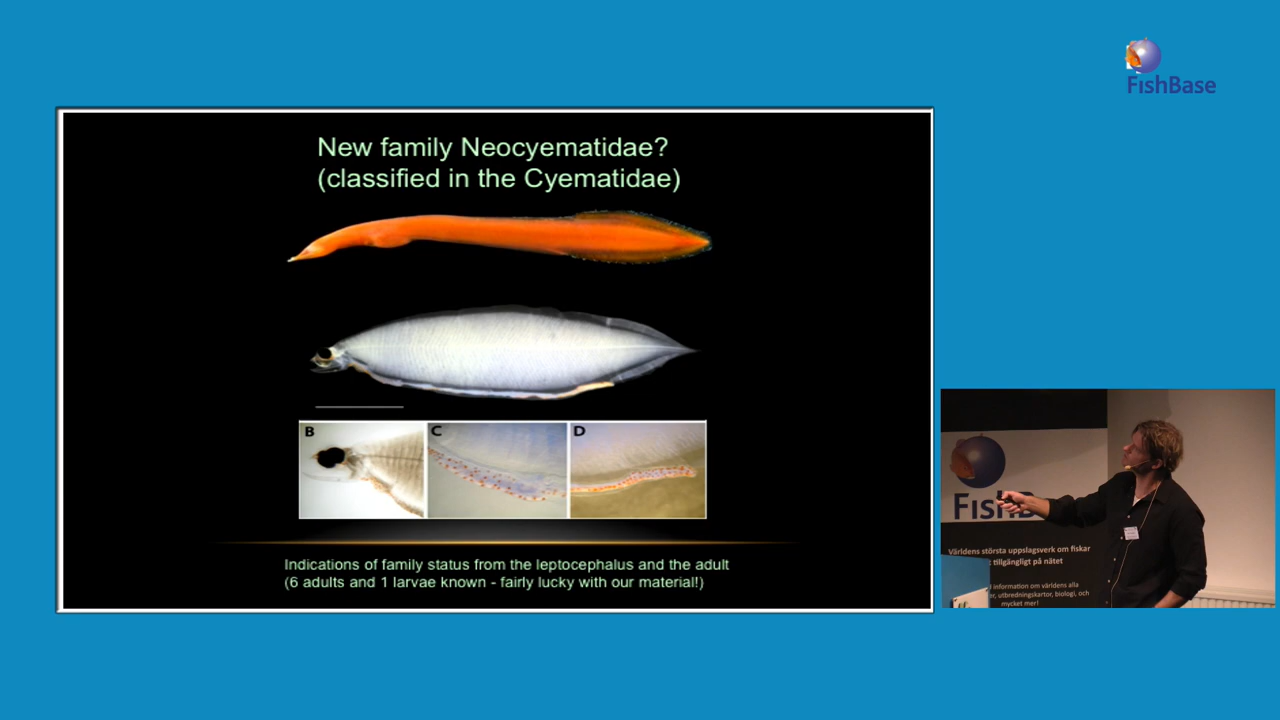 FishBase
New family Neocyematidae?
(classified in the Cyematidae)
B
C
D
Indications of family status from the leptocephalus and the adult
(6 adults and 1 larvae known - fairly lucky with our material!)
Världens största uppslagsverk om fiskar
tillgängligt på nätet
information om världens alla
utbredningskartor, biologi, och
mycket mer!